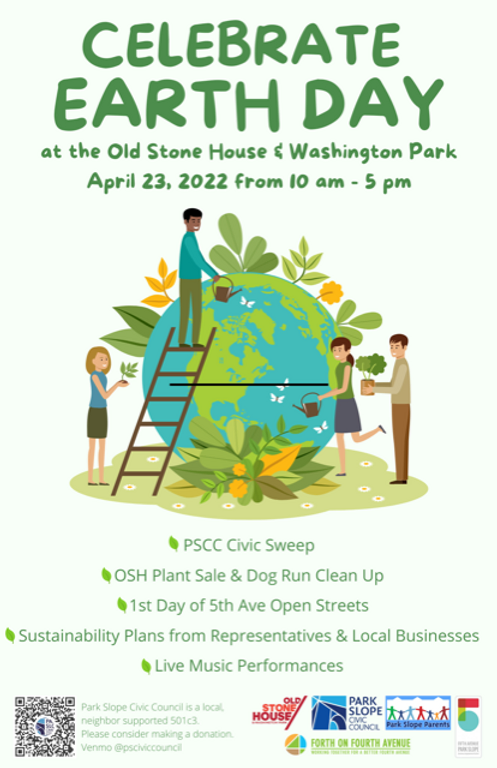 CELEBRATE
EARTH DAY
at the Old Stone House & Washington Park
April 23, 2022 from 10 am - 5 pm
PSCC Civic Sweep
OSH Plant Sale & Dog Run Clean Up
1st Day of 5th Ave Open Streets
Sustainability Plans from Representatives & Local Businesses
Live Music Performances
Park Slope Civic Council is a local,
neighbor supported 501c3.
Please consider making a donation.
Venmo @psciviccouncil
OLD
STONE
HOUSE
PARK
SLOPE
CIVIC
COUNCIL
Park Slope Parents
FORTH ON FOURTH AVENUE
PARK SLOPE